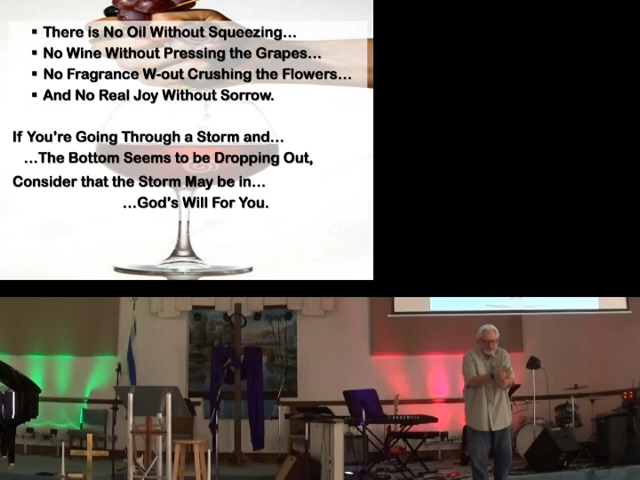 ▪ There is No Oil Without Squeezing…
▪ No Wine Without Pressing the Grapes…
▪ No Fragrance W-out Crushing the Flowers…
▪ And No Real Joy Without Sorrow.
If You're Going Through a Storm and…
…The Bottom Seems to be Dropping Out,
Consider that the Storm May be in…
…God's Will For You.